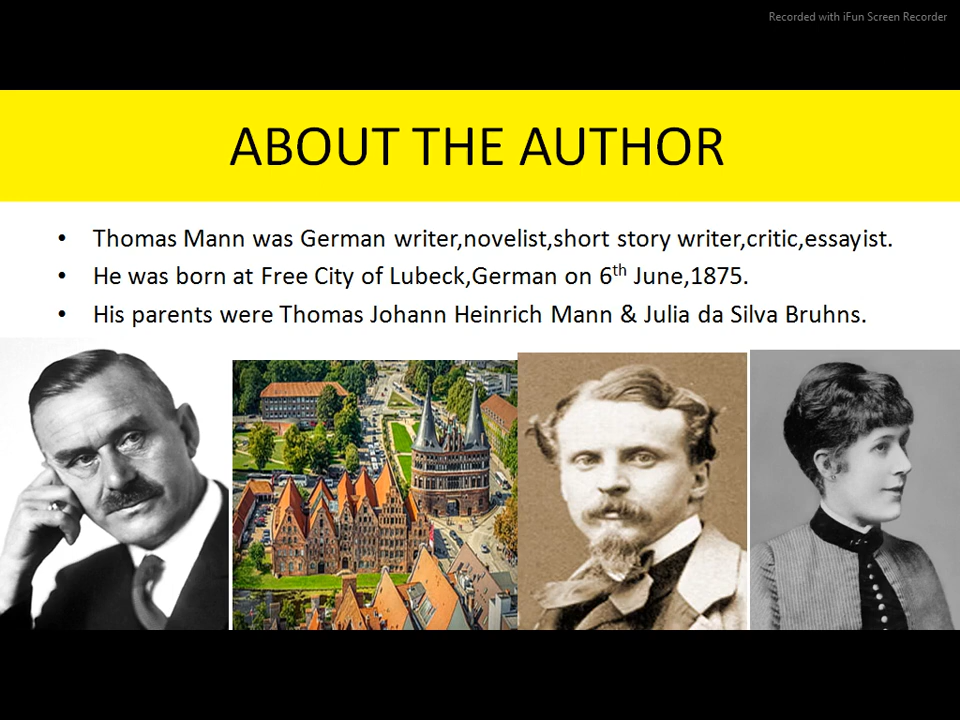 Recorded with iFun Screen Recorder
ABOUT THE AUTHOR
• Thomas Mann was German writer,novelist,short story writer,critic,essayist.
• He was born at Free City of Lubeck,German on 6th June,1875.
• His parents were Thomas Johann Heinrich Mann & Julia da Silva Bruhns.